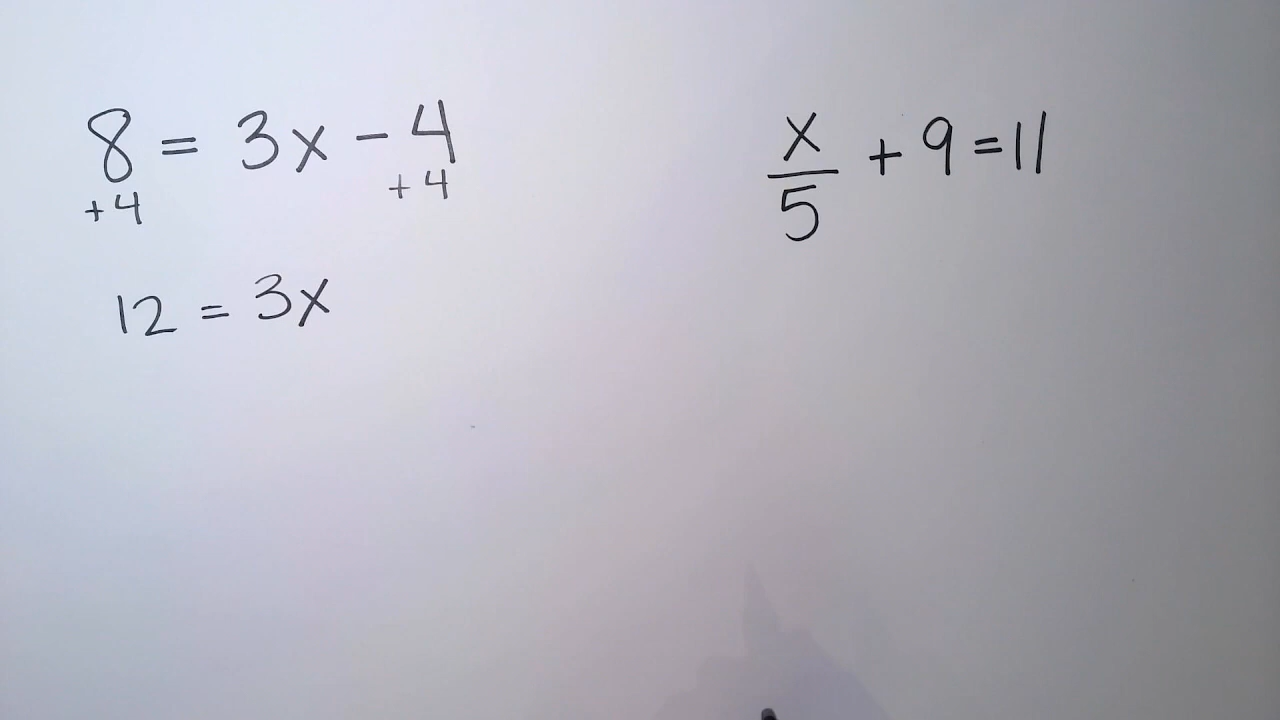 8 = 3x - 4
+4 +4
12 = 3x
x/5 + 9 = 11